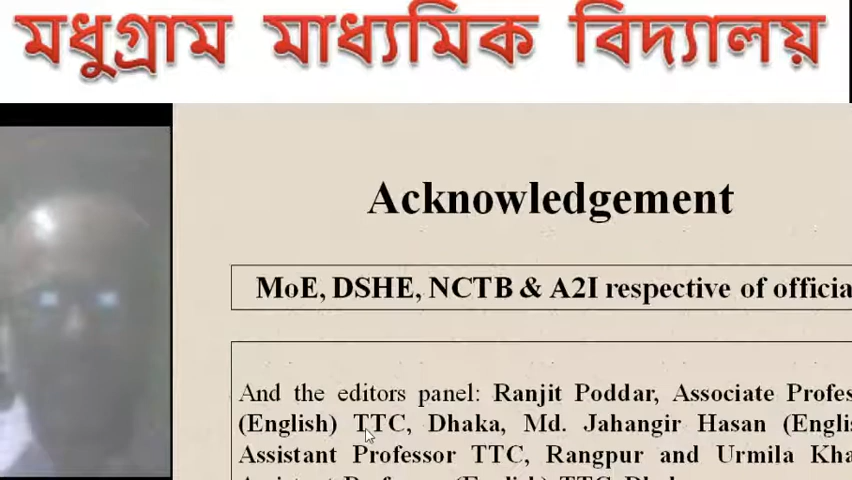 মধুগ্রাম মাধ্যমিক বিদ্যালয়
Acknowledgement
MoE, DSHE, NCTB & A2I respective of officia
And the editors panel: Ranjit Poddar, Associate Profes
(English) TTC, Dhaka, Md. Jahangir Hasan (Englis
Assistant Professor TTC, Rangpur and Urmila Kha